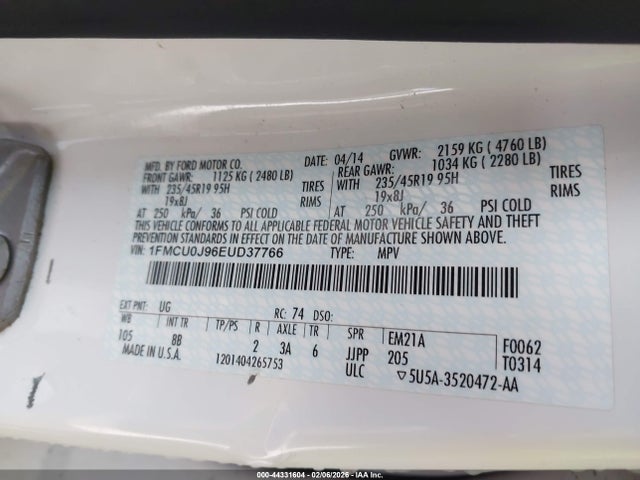 MFD. BY FORD MOTOR CO. DATE: 04/14 GVWR: 2159 KG ( 4760 LB)
FRONT GAWR: 1125 KG ( 2480 LB) REAR GAWR: 1034 KG ( 2280 LB)
WITH 235/45R19 95H TIRES WITH 235/45R19 95H TIRES
19x8J RIMS 19x8J RIMS
AT 250 kPa/ 36 PSI COLD AT 250 kPa/ 36 PSI COLD
THIS VEHICLE CONFORMS TO ALL APPLICABLE FEDERAL MOTOR VEHICLE SAFETY AND THEFT
PREVENTION STANDARDS IN EFFECT ON THE DATE OF MANUFACTURE SHOWN ABOVE.
VIN: 1FMCU0J96EUD37766 TYPE: MPV
EXT PNT: UG RC: 74 DSO:
WB INT TR TP/PS R AXLE TR SPR EM21A F0062
105 8B 2 3A 6 JJPP 205 T0314
MADE IN U.S.A. 1201404265753 ULC ▽5U5A-3520472-AA
000-44331604 | 02/06/2026 | IAA Inc.